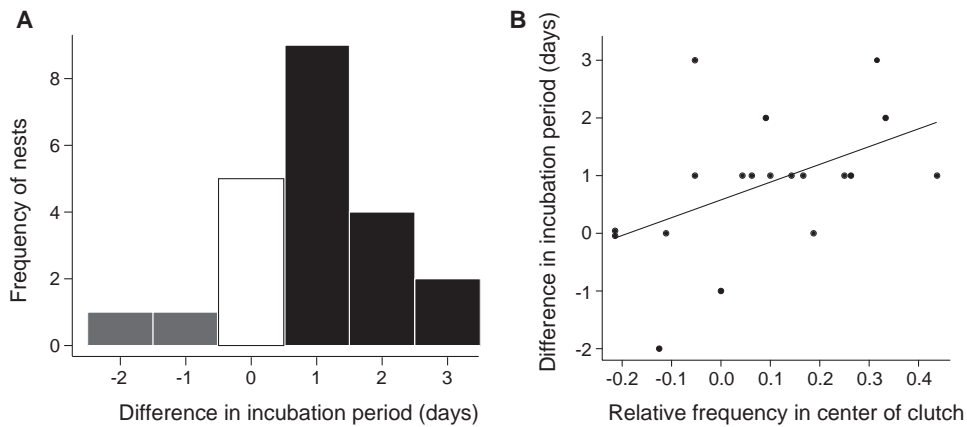 A
Frequency of nests
8
6
4
2
0
-2 -1 0 1 2 3
Difference in incubation period (days)
B
Difference in incubation period (days)
3
2
1
0
-1
-2
-0.2 -0.1 0.0 0.1 0.2 0.3 0.4
Relative frequency in center of clutch